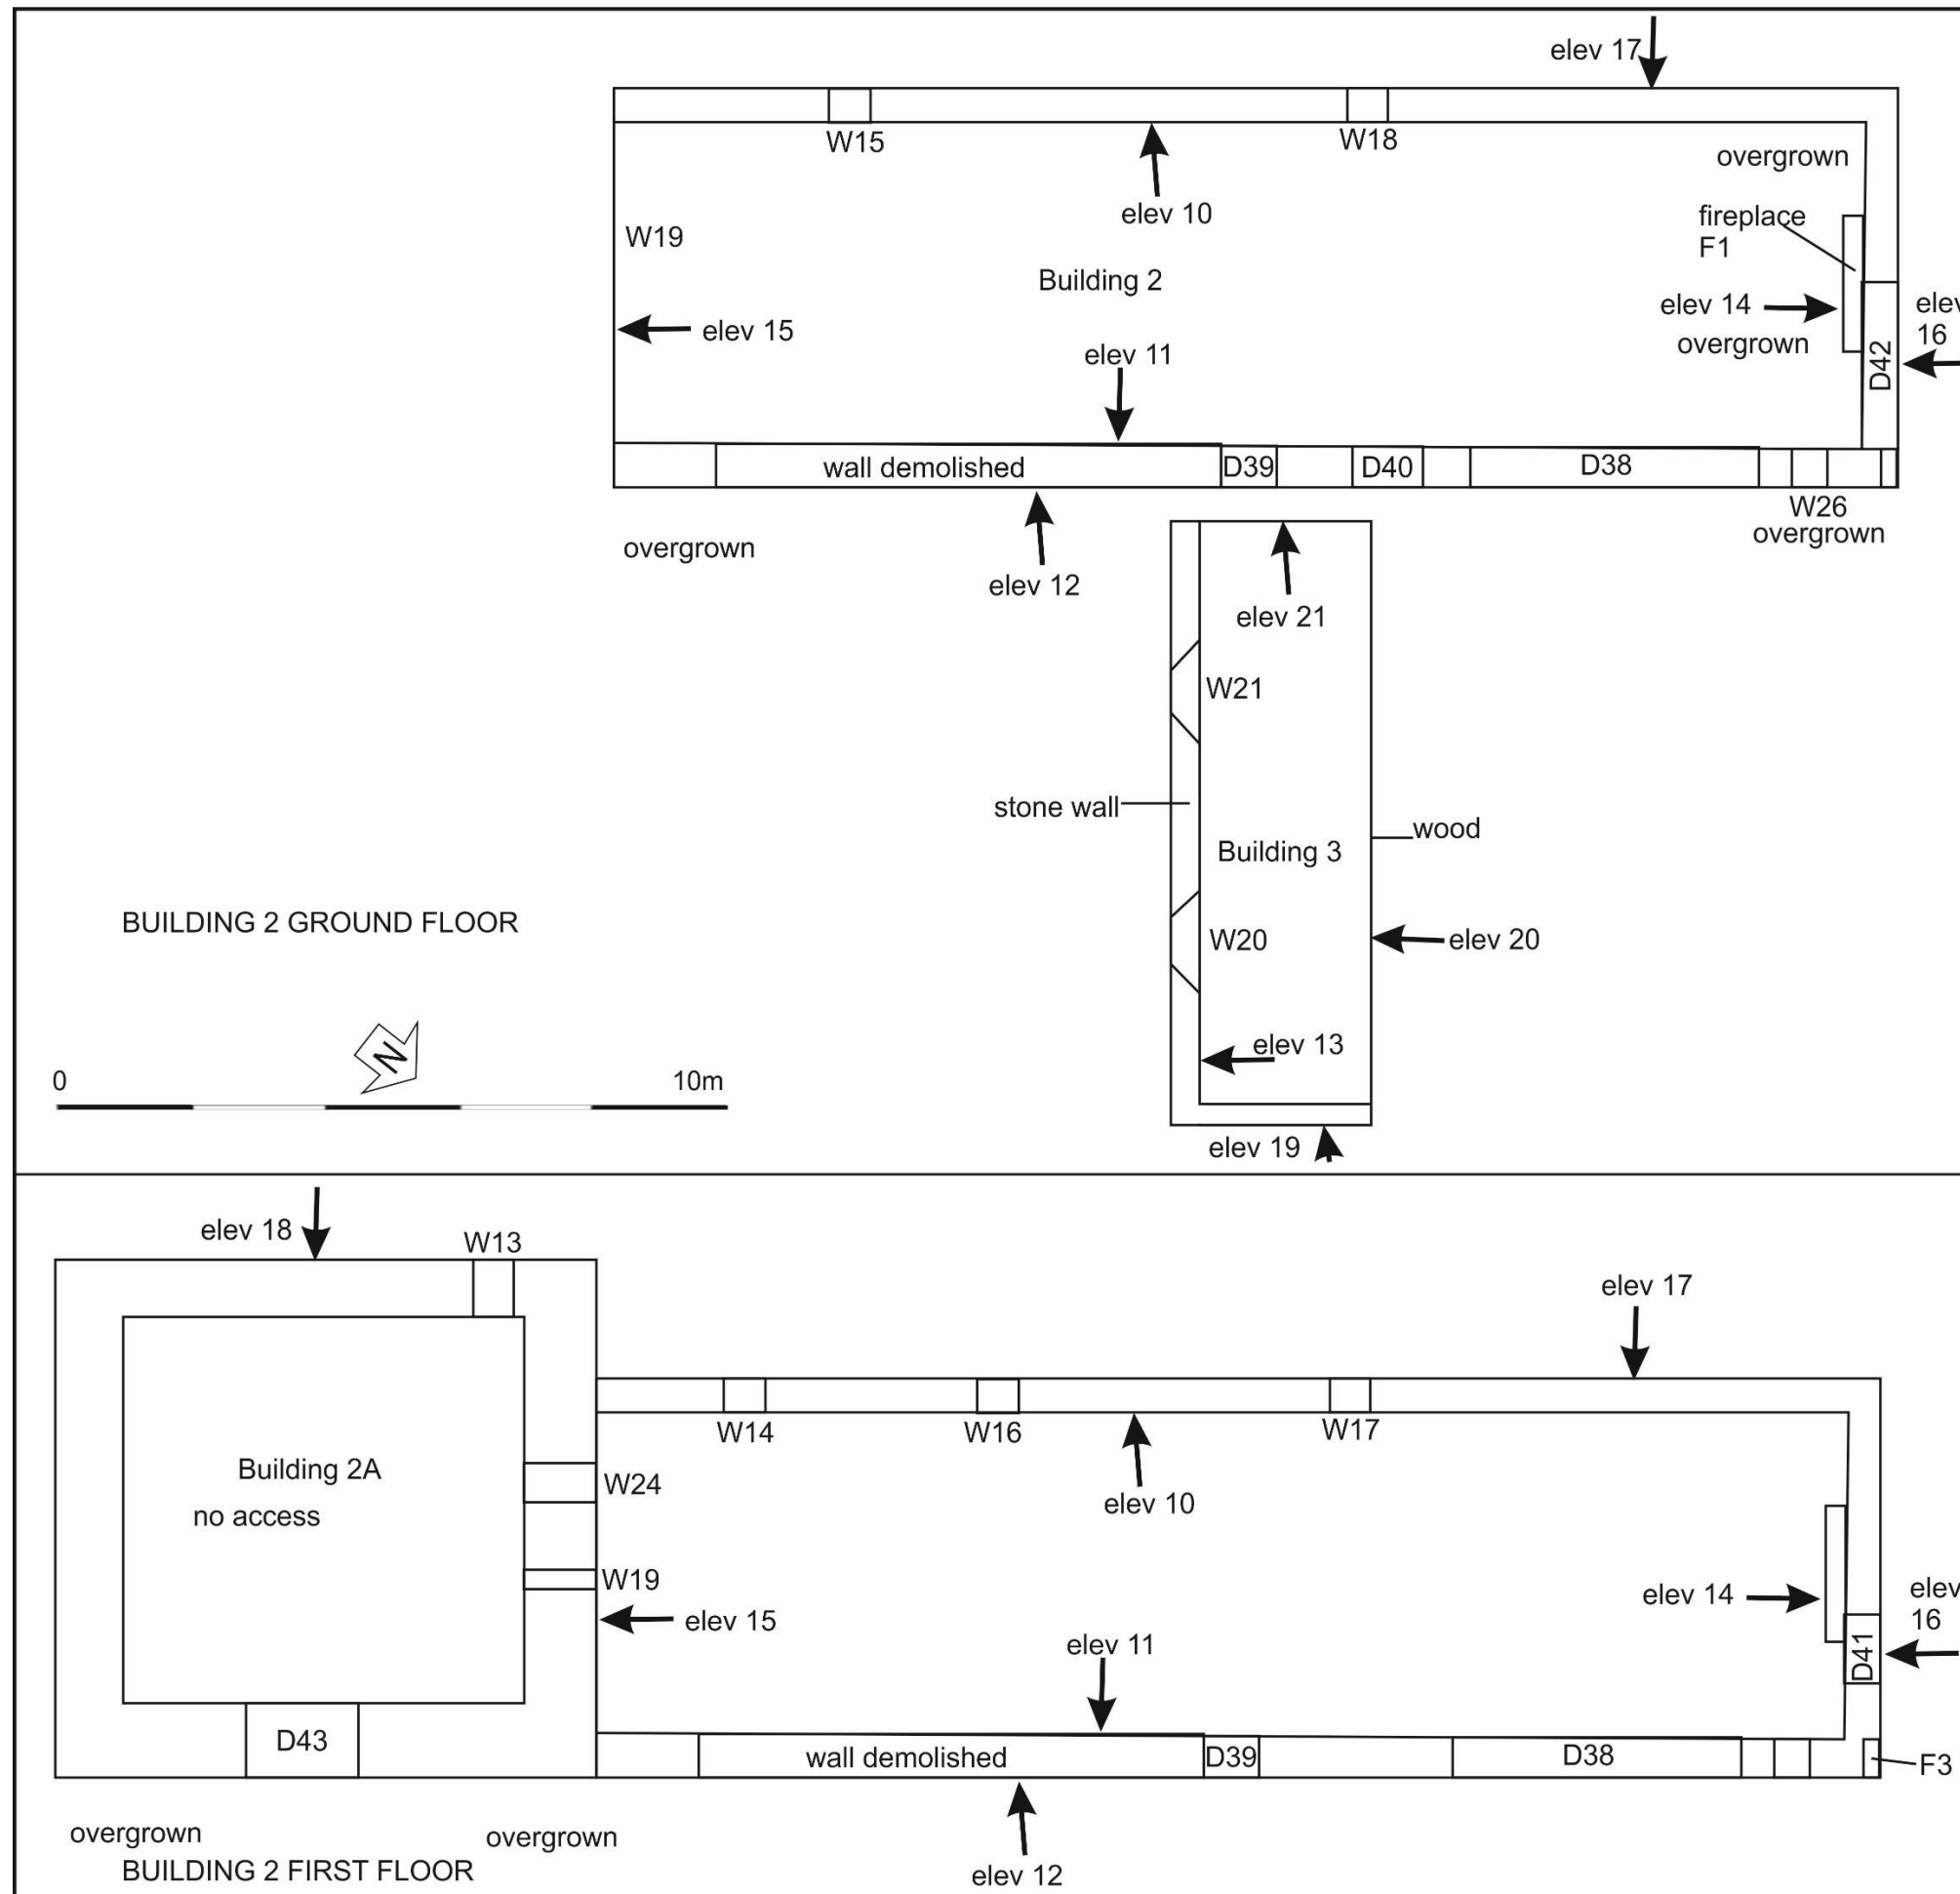 elev 17
W15
W18
overgrown
elev 10
fireplace
F1
W19
Building 2
elev 14
elev
16
elev 15
overgrown
elev 11
D42
wall demolished
D39
D40
D38
W26
overgrown
overgrown
elev 12
elev 21
W21
stone wall
wood
Building 3
BUILDING 2 GROUND FLOOR
W20
elev 20
N
elev 13
0
10m
elev 19
elev 18
W13
elev 17
W14
W16
W17
Building 2A
W24
elev 10
no access
W19
elev 14
elev
16
elev 15
elev 11
D41
D43
wall demolished
D39
D38
F3
overgrown
overgrown
BUILDING 2 FIRST FLOOR
elev 12